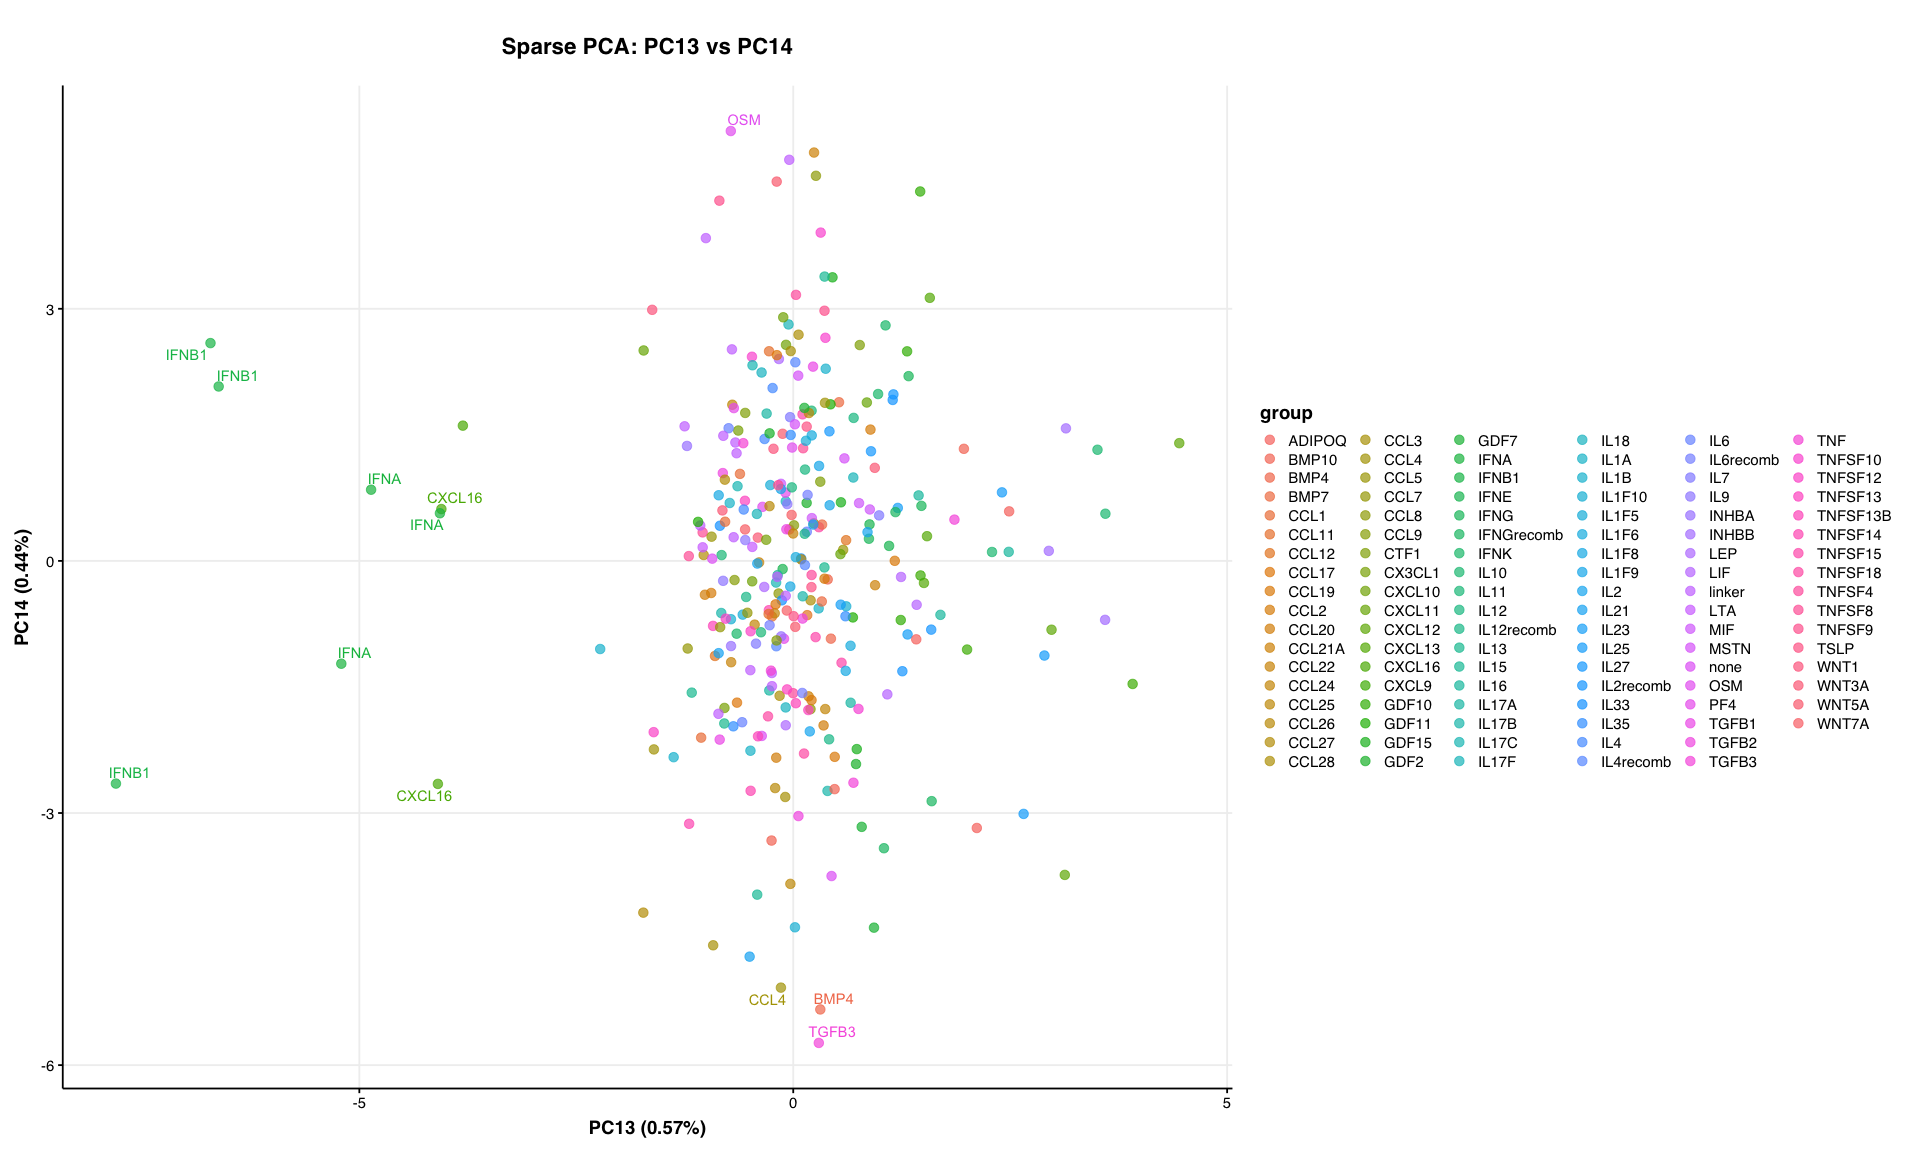 Sparse PCA: PC13 vs PC14
OSM
3
IFNB1
IFNB1
IFNA
CXCL16
IFNA
0
PC14 (0.44%)
IFNA
IFNB1
CXCL16
-3
CCL4
BMP4
TGFB3
-6
-5
0
5
PC13 (0.57%)
group
ADIPOQ
BMP10
BMP4
BMP7
CCL1
CCL11
CCL12
CCL17
CCL19
CCL2
CCL20
CCL21A
CCL22
CCL24
CCL25
CCL26
CCL27
CCL28
CCL3
CCL4
CCL5
CCL7
CCL8
CCL9
CTF1
CX3CL1
CXCL10
CXCL11
CXCL12
CXCL13
CXCL16
CXCL9
GDF10
GDF11
GDF15
GDF2
GDF7
IFNA
IFNB1
IFNE
IFNG
IFNGrecomb
IFNK
IL10
IL11
IL12
IL12recomb
IL13
IL15
IL16
IL17A
IL17B
IL17C
IL17F
IL18
IL1A
IL1B
IL1F10
IL1F5
IL1F6
IL1F8
IL1F9
IL2
IL21
IL23
IL25
IL27
IL2recomb
IL33
IL35
IL4
IL4recomb
IL6
IL6recomb
IL7
IL9
INHBA
INHBB
LEP
LIF
linker
LTA
MIF
MSTN
none
OSM
PF4
TGFB1
TGFB2
TGFB3
TNF
TNFSF10
TNFSF12
TNFSF13
TNFSF13B
TNFSF14
TNFSF15
TNFSF18
TNFSF4
TNFSF8
TNFSF9
TSLP
WNT1
WNT3A
WNT5A
WNT7A